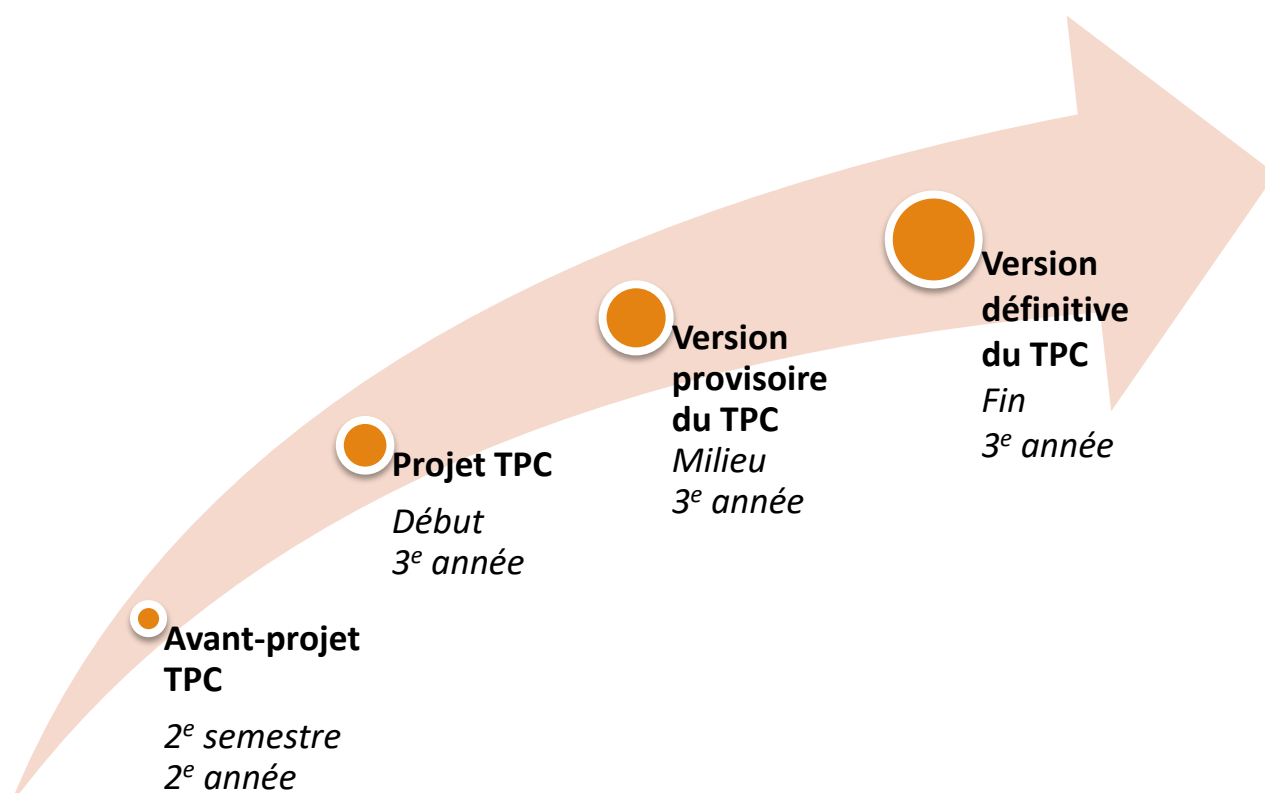 Avant-projet
TPC
2e semestre
2e année
Projet TPC
Début
3e année
Version
provisoire
du TPC
Milieu
3e année
Version
définitive
du TPC
Fin
3e année